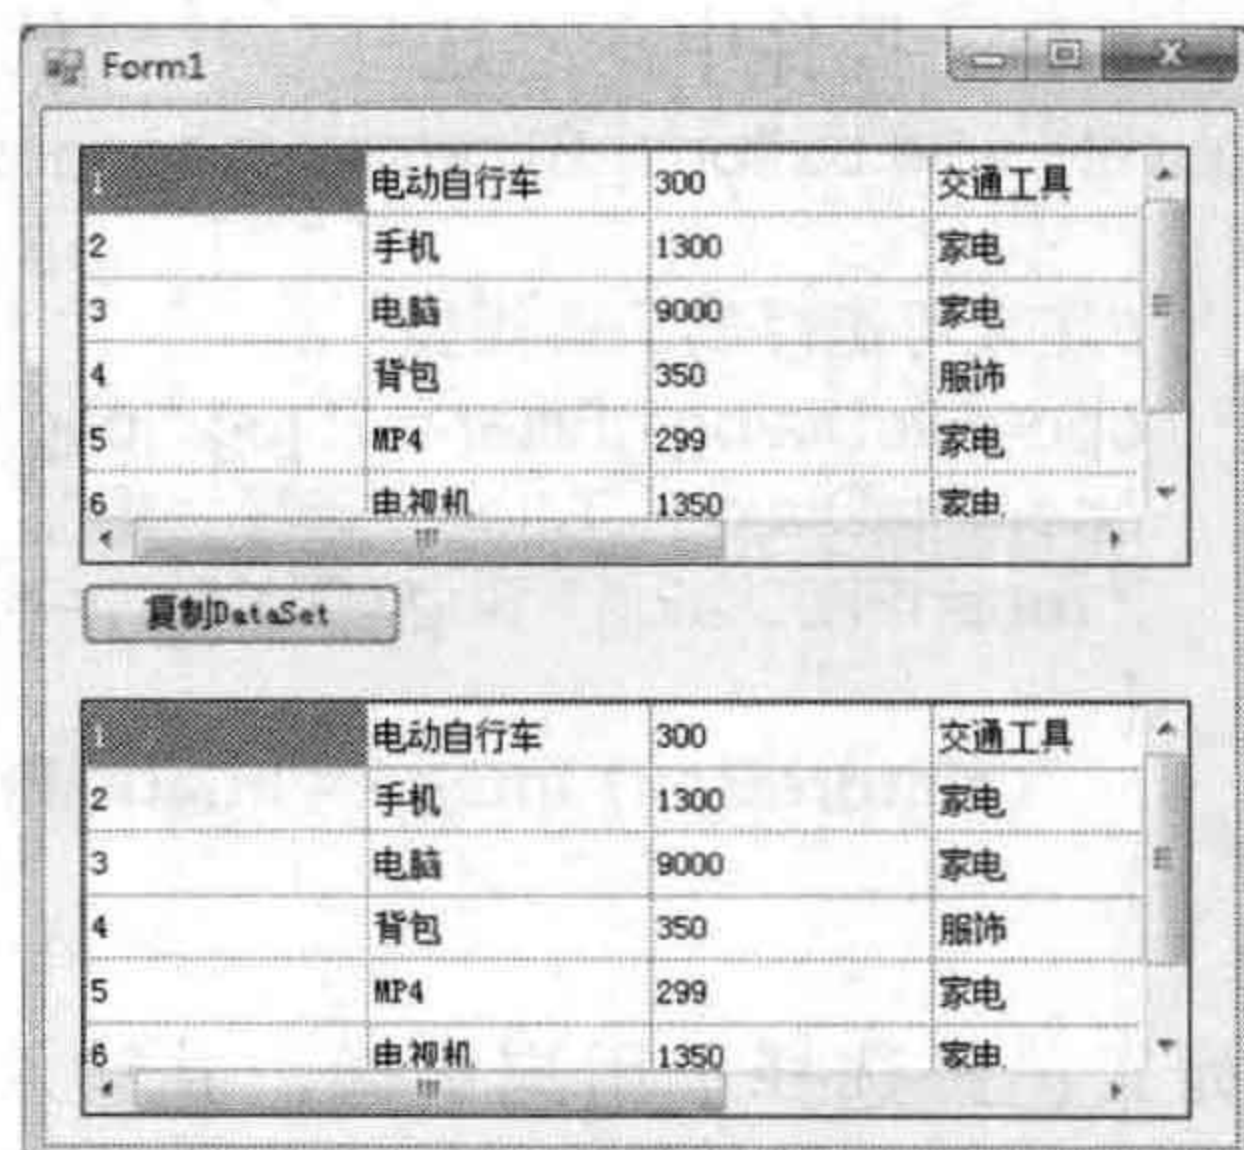 Form1
1 电动自行车 300 交通工具
2 手机 1300 家电
3 电脑 9000 家电
4 背包 350 服饰
5 MP4 299 家电
6 电视机 1350 家电
复制DataSet
1 电动自行车 300 交通工具
2 手机 1300 家电
3 电脑 9000 家电
4 背包 350 服饰
5 MP4 299 家电
6 电视机 1350 家电